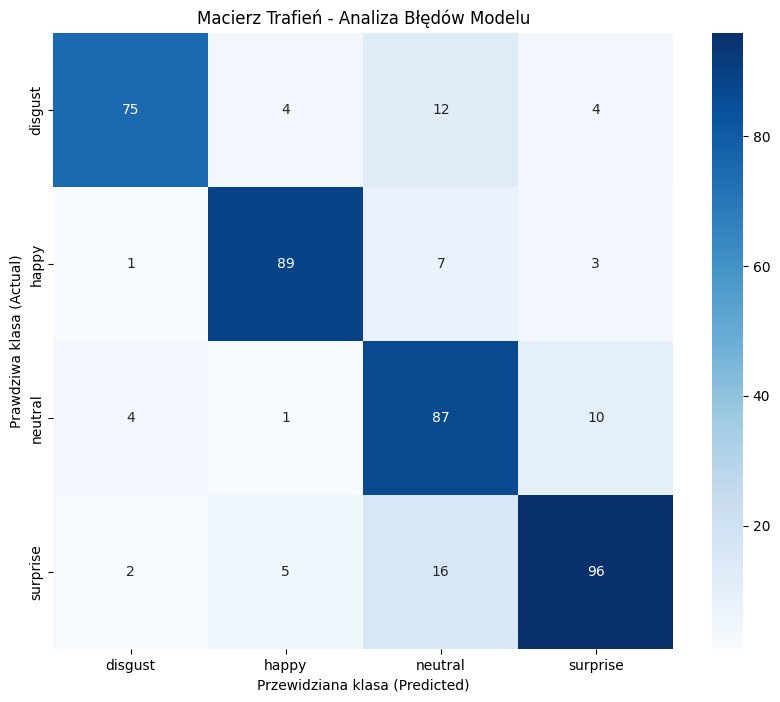 Macierz Trafień - Analiza Błędów Modelu
Prawdziwa klasa (Actual)
disgust
75 4 12 4
happy
1 89 7 3
neutral
4 1 87 10
surprise
2 5 16 96
disgust happy neutral surprise
Przewidziana klasa (Predicted)
80
60
40
20